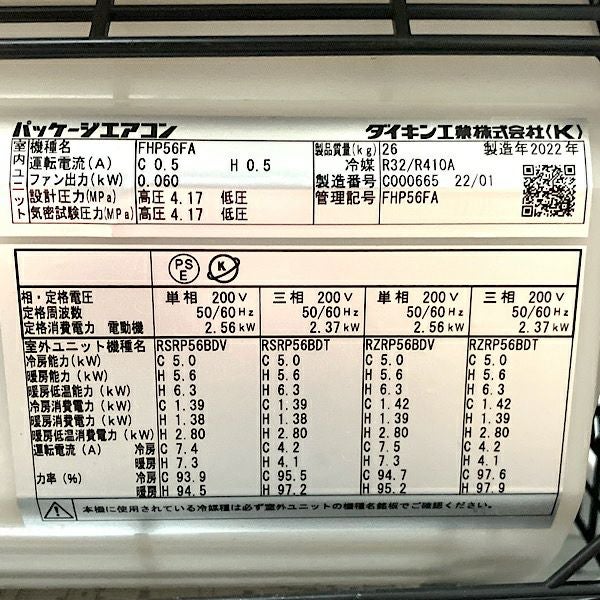 パッケージエアコン ダイキン工業株式会社(K)
室内ユニット
機種名 FHP56FA 製品質量(kg) 26 製造年2022年
運転電流(A) C 0.5 H 0.5 冷媒 R32/R410A
ファン出力(kW) 0.060 製造番号 C000665 22/01
設計圧力(MPa) 高圧 4.17 低圧 管理記号 FHP56FA
気密試験圧力(MPa) 高圧 4.17 低圧
PS E K
相・定格電圧 単相 200V 三相 200V 単相 200V 三相 200V
定格周波数 50/60Hz 50/60Hz 50/60Hz 50/60Hz
定格消費電力 電動機 2.56kW 2.37kW 2.56kW 2.37kW
室外ユニット機種名 RSRP56BDV RSRP56BDT RZRP56BDV RZRP56BDT
冷房能力(kW) C 5.0 C 5.0 C 5.0 C 5.0
暖房能力(kW) H 5.6 H 5.6 H 5.6 H 5.6
暖房低温能力(kW) H 6.3 H 6.3 H 6.3 H 6.3
冷房消費電力(kW) C 1.39 C 1.39 C 1.42 C 1.42
暖房消費電力(kW) H 1.38 H 1.38 H 1.39 H 1.39
暖房低温消費電力(kW) H 2.80 H 2.80 H 2.80 H 2.80
運転電流(A) 冷房 C 7.4 C 4.2 C 7.5 C 4.2
暖房 H 7.3 H 4.1 H 7.3 H 4.1
力率(%) 冷房 C 93.9 C 95.5 C 94.7 C 97.6
暖房 H 94.5 H 97.2 H 95.2 H 97.9
本機に使用されている冷媒種は必ず室外ユニットの機種名銘板でご確認ください。